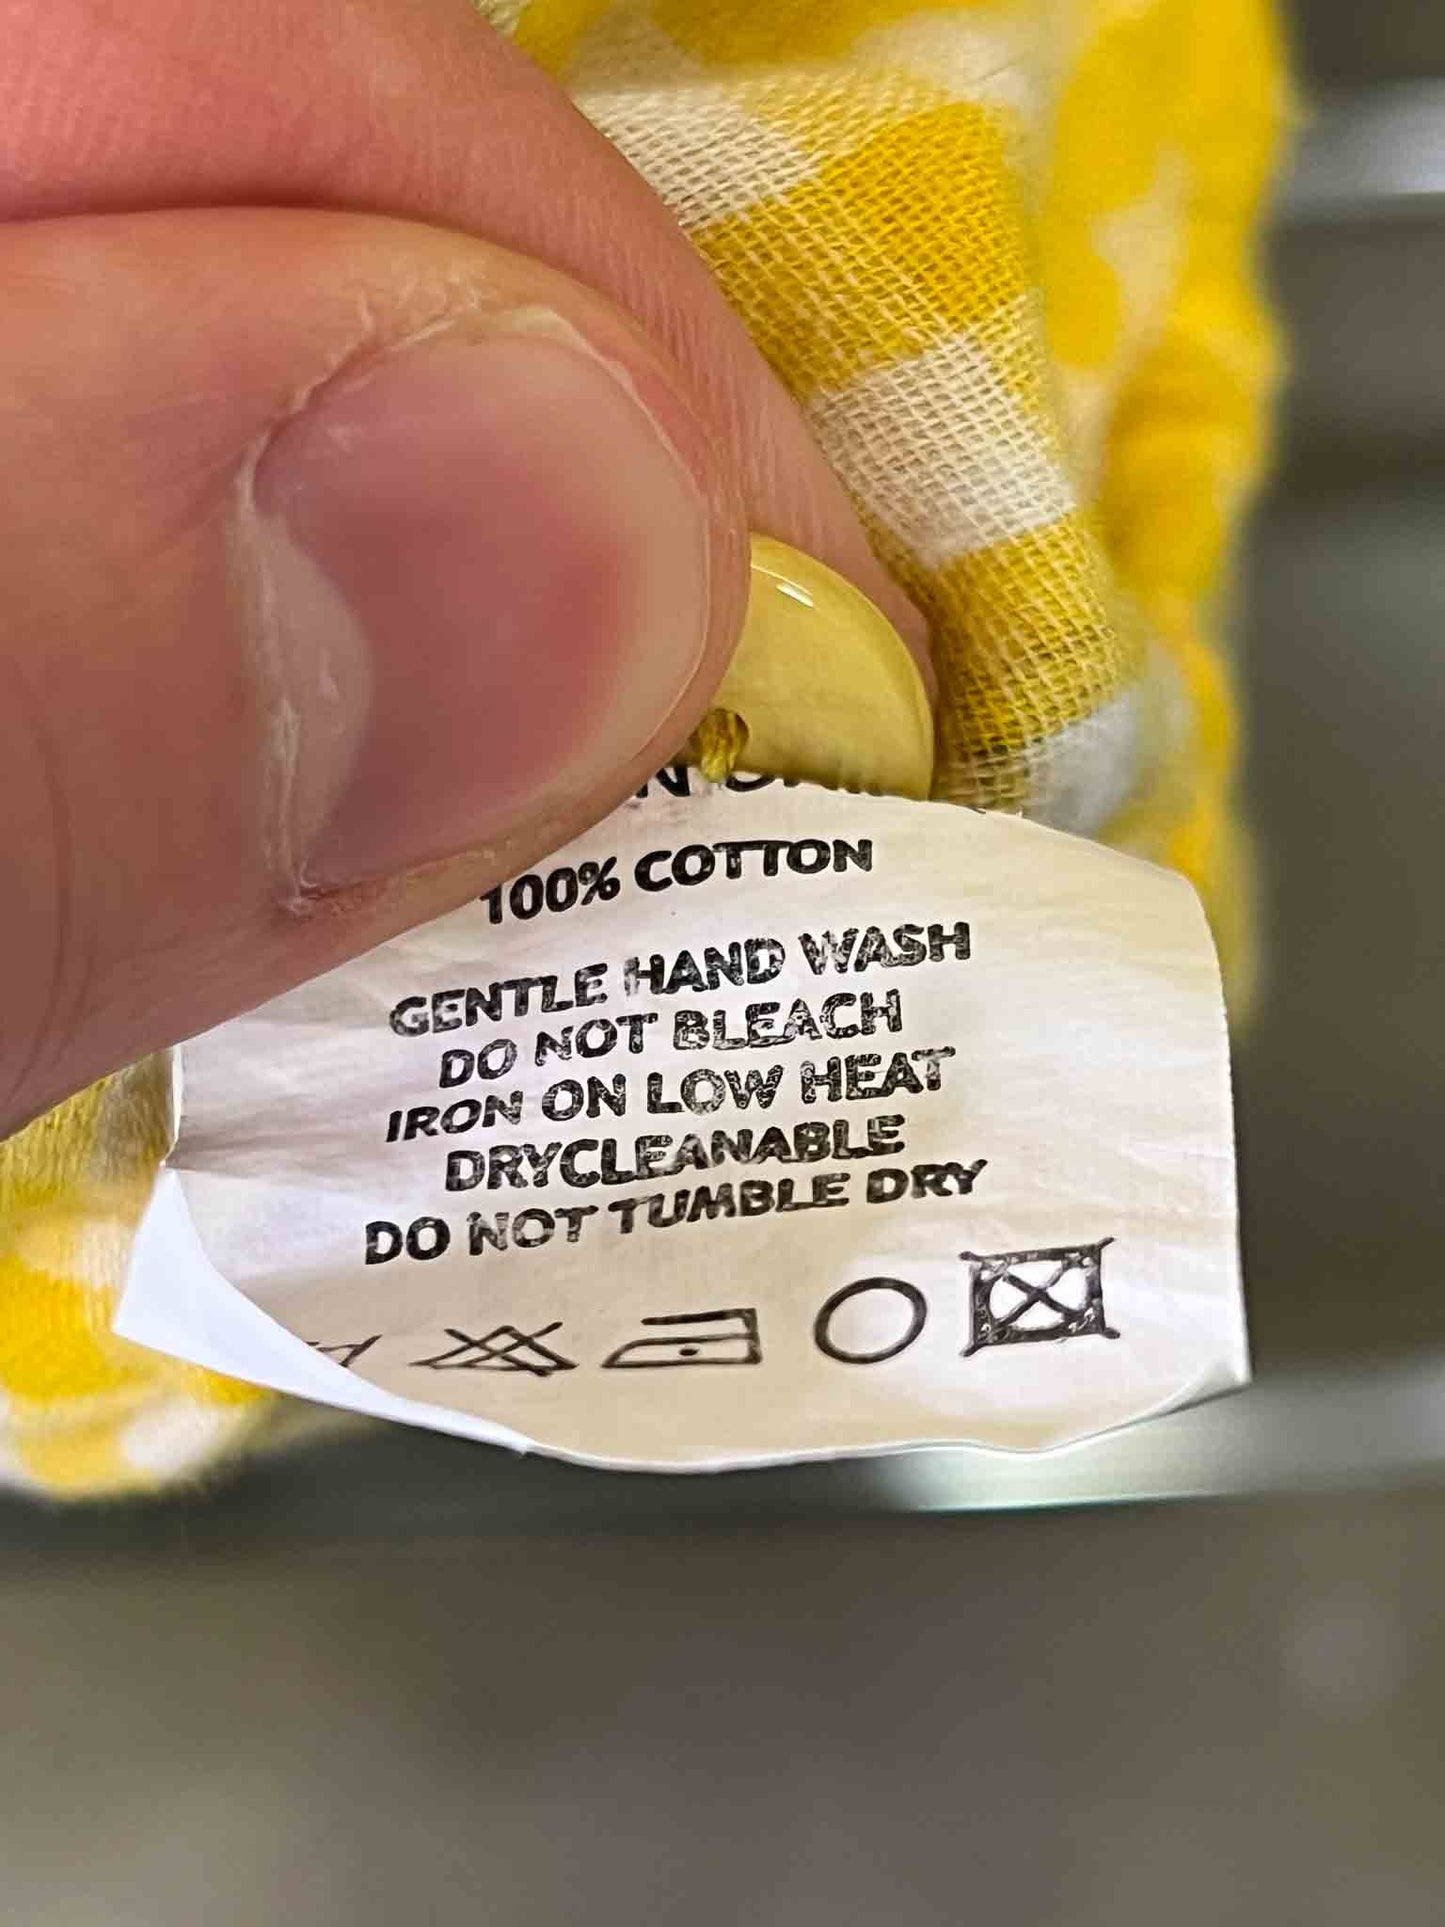 100% COTTON
GENTLE HAND WASH
DO NOT BLEACH
IRON ON LOW HEAT
DRYCLEANABLE
DO NOT TUMBLE DRY